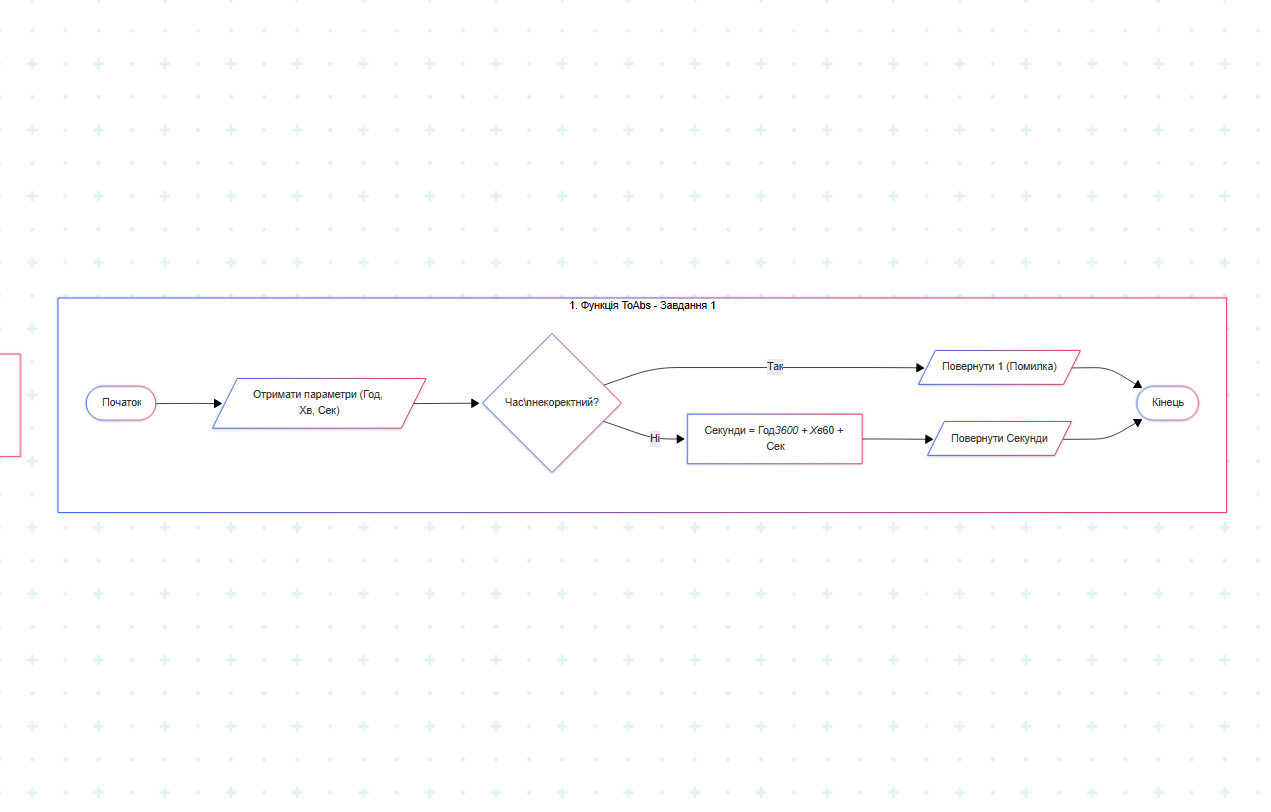 1. Функція ToAbs - Завдання 1
Початок
Отримати параметри (Год,
Хв, Сек)
Час\nнекоректний?
Так
Ні
Повернути 1 (Помилка)
Секунди = Год3600 + Хв60 +
Сек
Повернути Секунди
Кінець